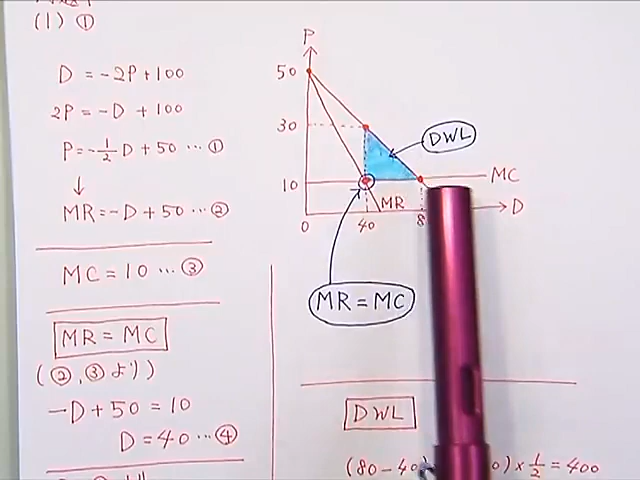 (1) ①
D = -2P+100
2P = -D + 100
P = -1/2 D + 50 … ①
↓
MR = -D + 50 … ②
MC = 10 … ③
MR = MC
(②,③より)
-D + 50 = 10
D = 40 … ④
P
50
30
10
0
40
8
D
MC
MR
DWL
MR = MC
DWL
(80-40
) × 1/2 = 400